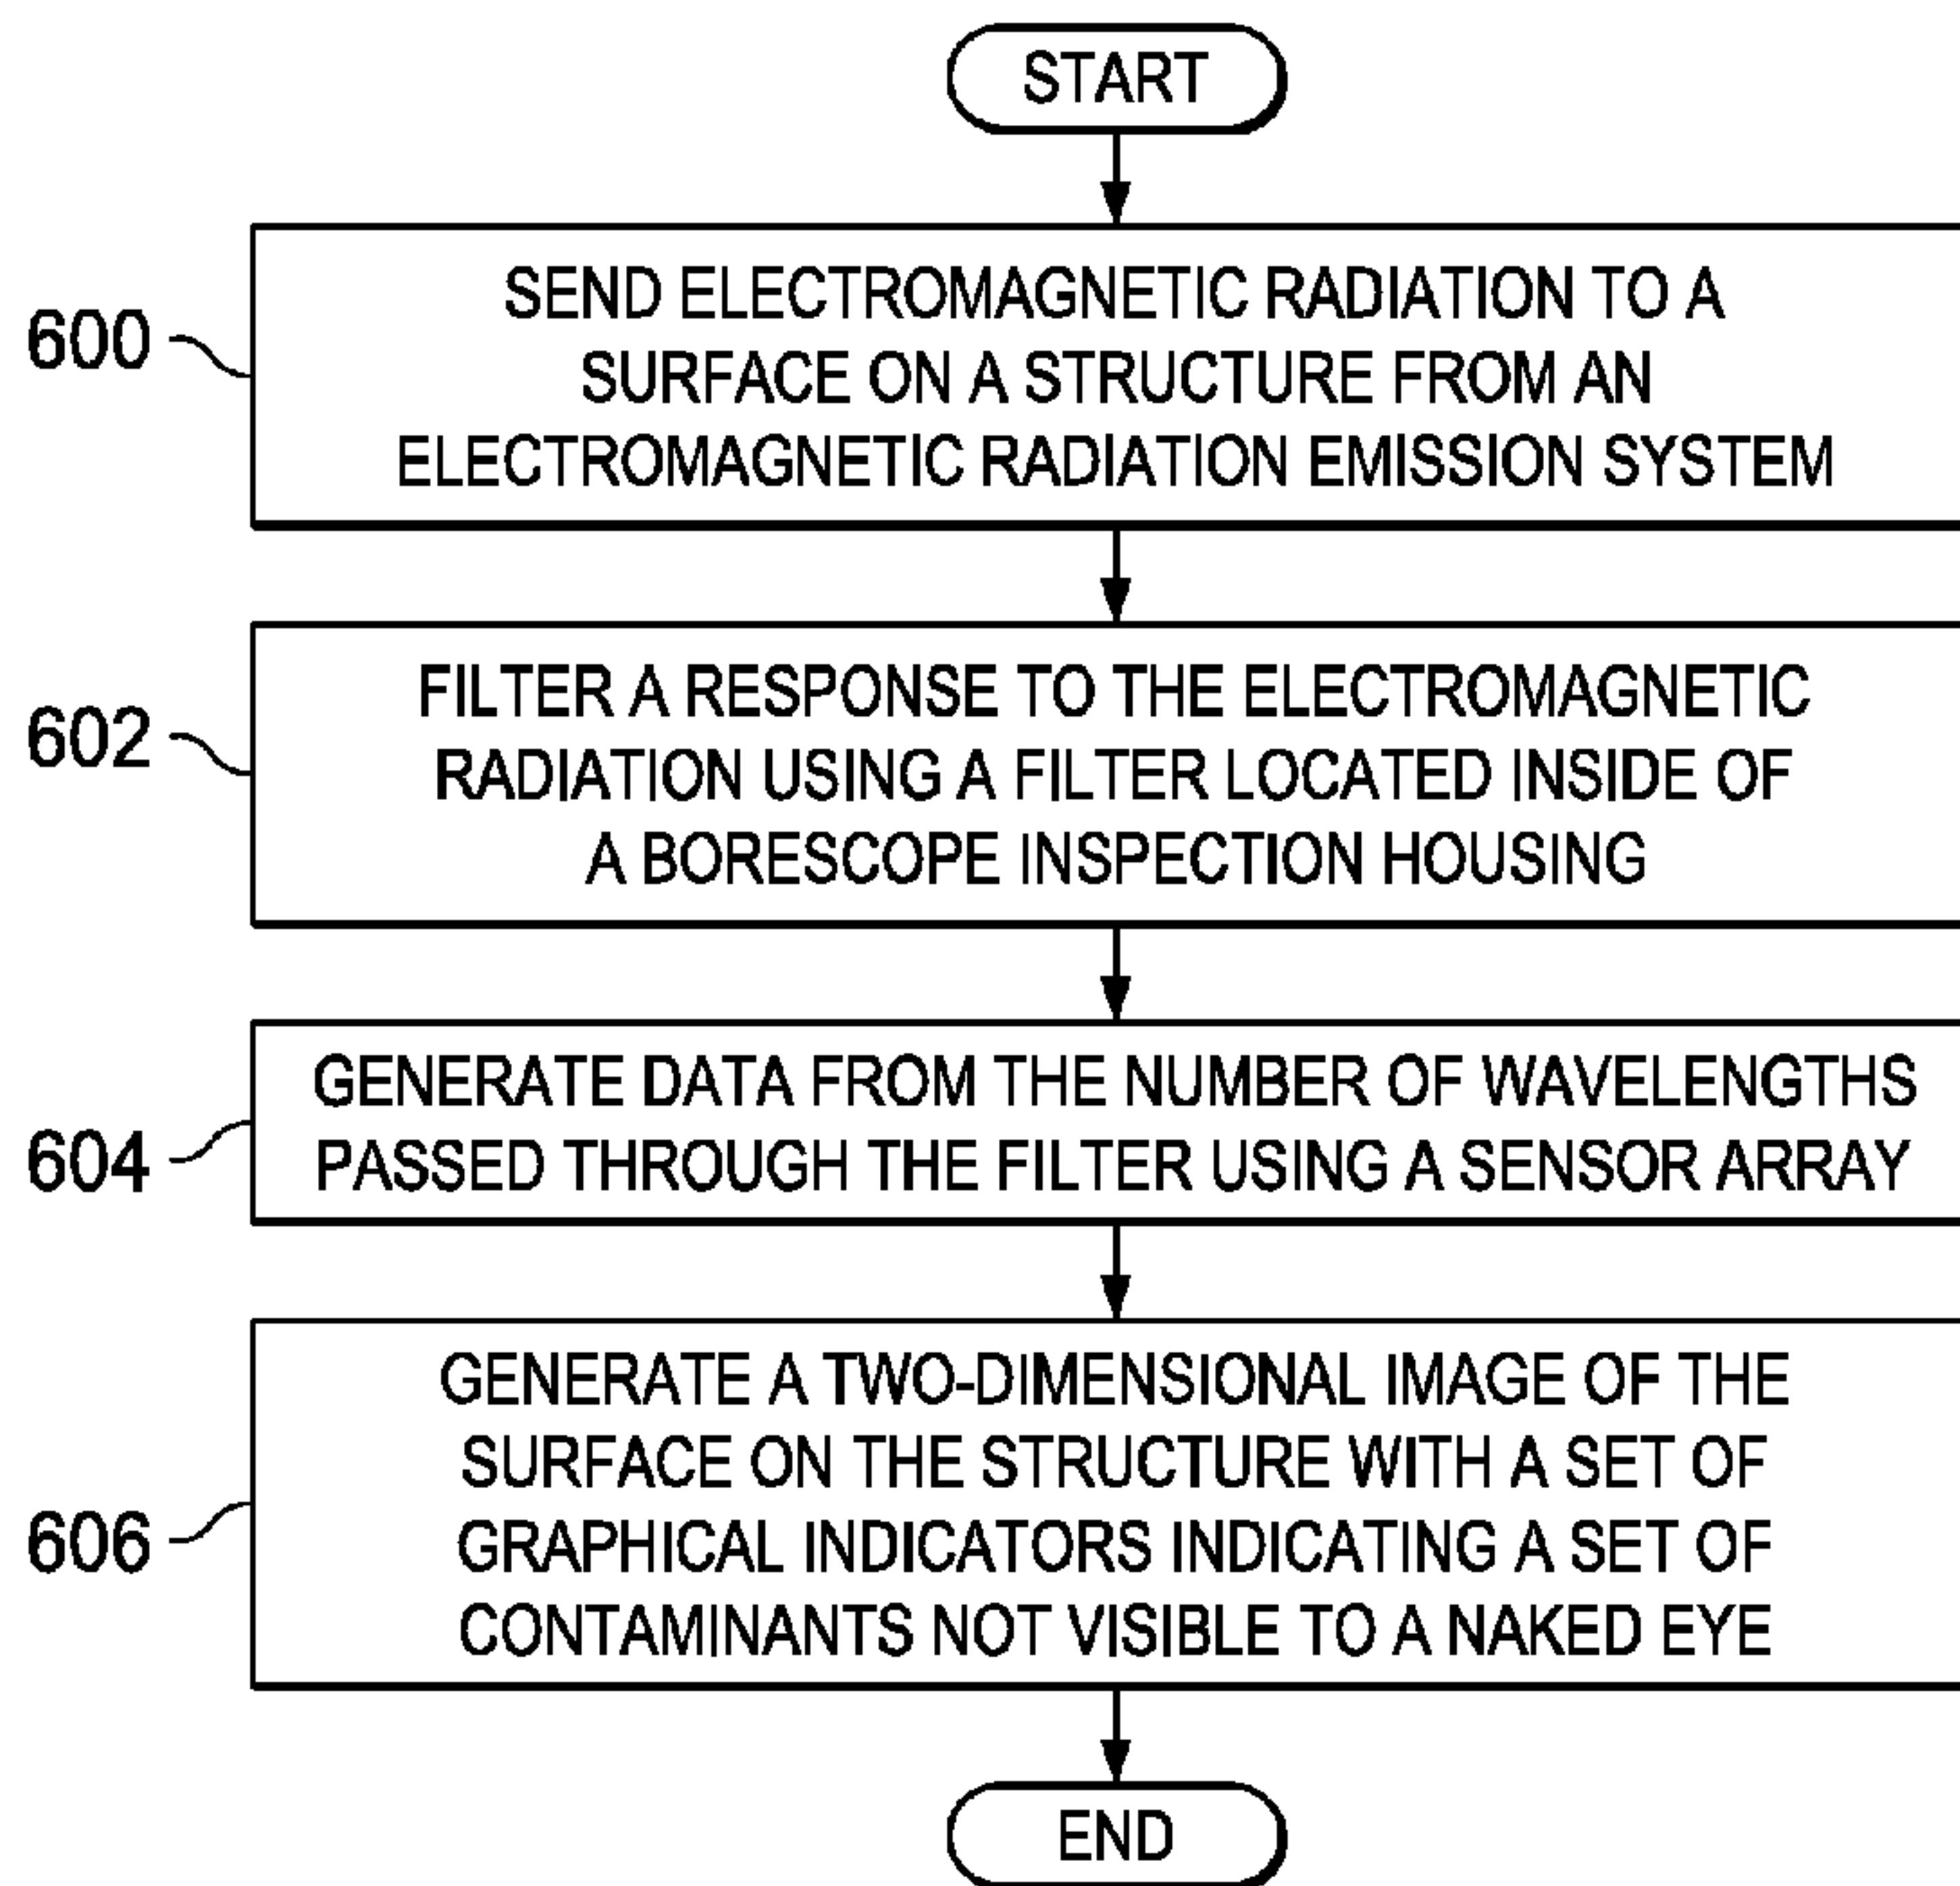 START
600
SEND ELECTROMAGNETIC RADIATION TO A
SURFACE ON A STRUCTURE FROM AN
ELECTROMAGNETIC RADIATION EMISSION SYSTEM
602
FILTER A RESPONSE TO THE ELECTROMAGNETIC
RADIATION USING A FILTER LOCATED INSIDE OF
A BORESCOPE INSPECTION HOUSING
604
GENERATE DATA FROM THE NUMBER OF WAVELENGTHS
PASSED THROUGH THE FILTER USING A SENSOR ARRAY
606
GENERATE A TWO-DIMENSIONAL IMAGE OF THE
SURFACE ON THE STRUCTURE WITH A SET OF
GRAPHICAL INDICATORS INDICATING A SET OF
CONTAMINANTS NOT VISIBLE TO A NAKED EYE
END